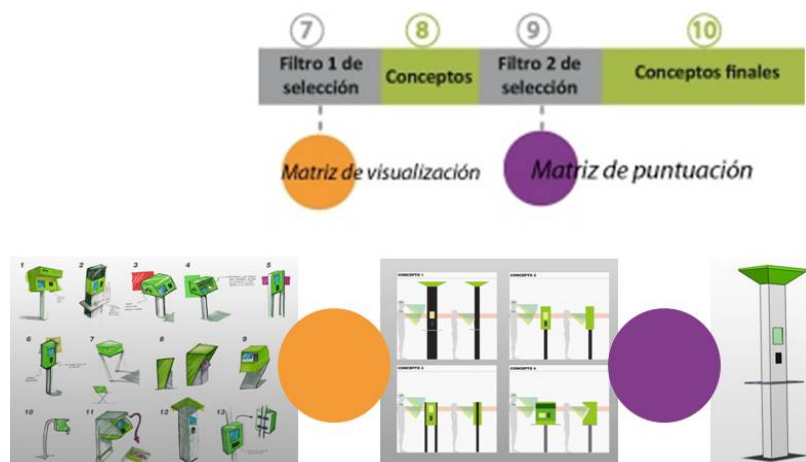 7
8
9
10
Filtro 1 de
selección
Conceptos
Filtro 2 de
selección
Conceptos finales
Matriz de visualización
Matriz de puntuación
1
2
3
4
5
6
7
8
9
10
11
12
13
CONCEPTO 1
CONCEPTO 2
CONCEPTO 3
CONCEPTO 4